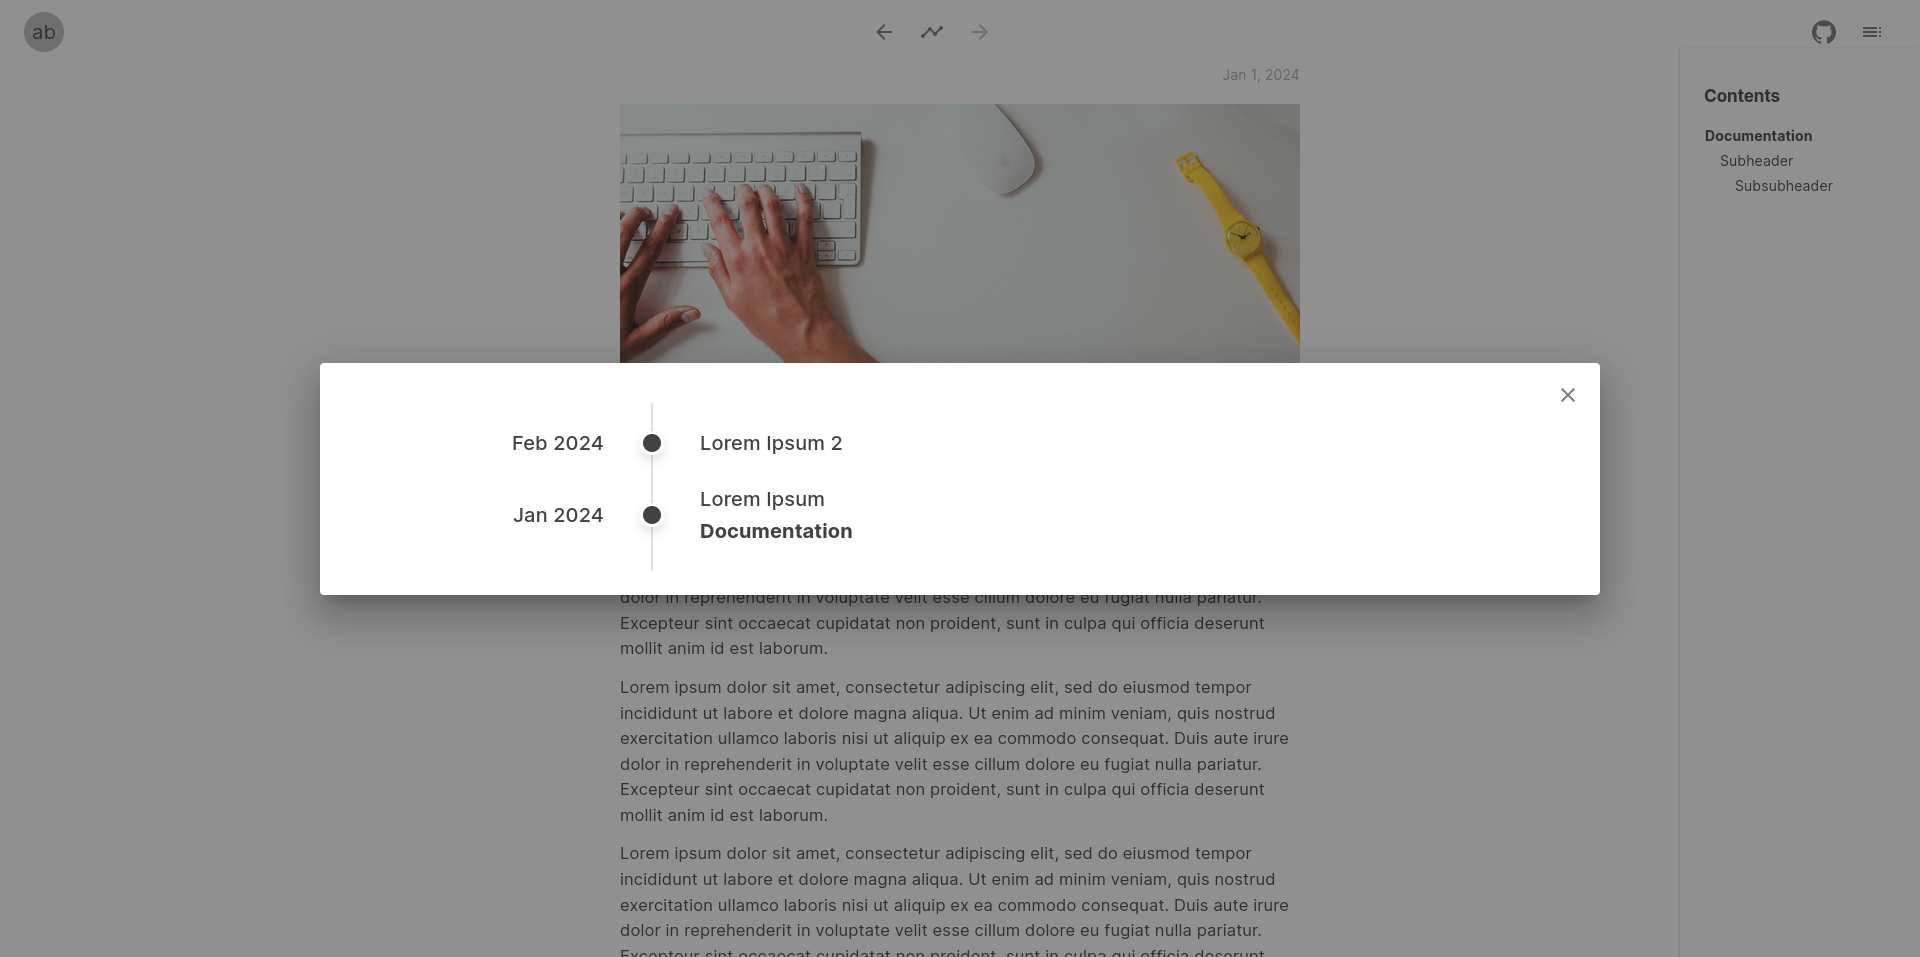 ab
Jan 1, 2024
Contents
Documentation
Subheader
Subsubheader
Feb 2024
Lorem Ipsum 2
Jan 2024
Lorem Ipsum
Documentation
dolor in reprehenderit in voluptate velit esse cillum dolore eu fugiat nulla pariatur.
Excepteur sint occaecat cupidatat non proident, sunt in culpa qui officia deserunt
mollit anim id est laborum.
Lorem ipsum dolor sit amet, consectetur adipiscing elit, sed do eiusmod tempor
incididunt ut labore et dolore magna aliqua. Ut enim ad minim veniam, quis nostrud
exercitation ullamco laboris nisi ut aliquip ex ea commodo consequat. Duis aute irure
dolor in reprehenderit in voluptate velit esse cillum dolore eu fugiat nulla pariatur.
Excepteur sint occaecat cupidatat non proident, sunt in culpa qui officia deserunt
mollit anim id est laborum.
Lorem ipsum dolor sit amet, consectetur adipiscing elit, sed do eiusmod tempor
incididunt ut labore et dolore magna aliqua. Ut enim ad minim veniam, quis nostrud
exercitation ullamco laboris nisi ut aliquip ex ea commodo consequat. Duis aute irure
dolor in reprehenderit in voluptate velit esse cillum dolore eu fugiat nulla pariatur.
Excepteur sint occaecat cupidatat non proident, sunt in culpa qui officia deserunt